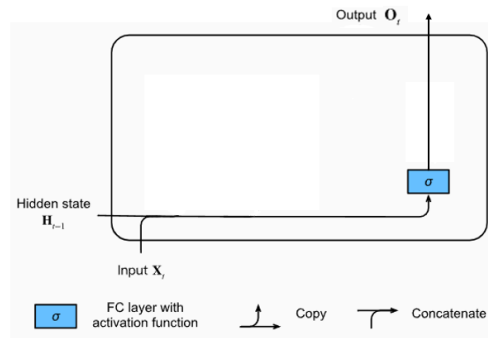 Output O_t
σ
Hidden state
H_{t-1}
Input X_t
σ
FC layer with
activation function
Copy
Concatenate